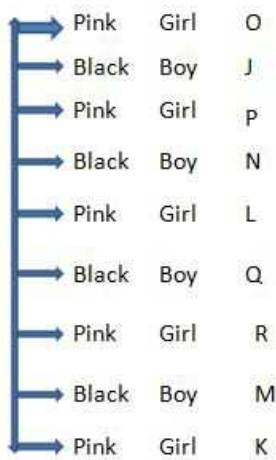 Pink Girl O
Black Boy J
Pink Girl P
Black Boy N
Pink Girl L
Black Boy Q
Pink Girl R
Black Boy M
Pink Girl K